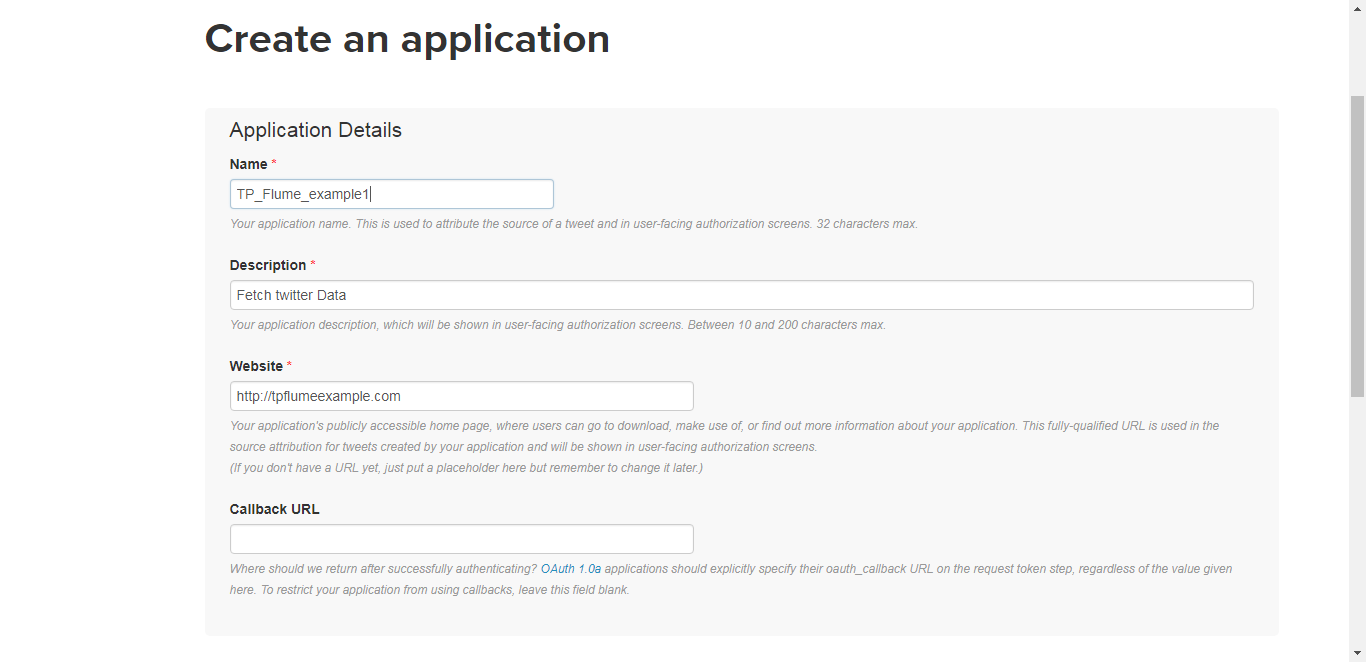 Create an application
Application Details
Name *
TP_Flume_example1
Your application name. This is used to attribute the source of a tweet and in user-facing authorization screens. 32 characters max.
Description *
Fetch twitter Data
Your application description, which will be shown in user-facing authorization screens. Between 10 and 200 characters max.
Website *
http://tpflumeexample.com
Your application's publicly accessible home page, where users can go to download, make use of, or find out more information about your application. This fully-qualified URL is used in the
source attribution for tweets created by your application and will be shown in user-facing authorization screens.
(If you don't have a URL yet, just put a placeholder here but remember to change it later.)
Callback URL
Where should we return after successfully authenticating? OAuth 1.0a applications should explicitly specify their oauth_callback URL on the request token step, regardless of the value given
here. To restrict your application from using callbacks, leave this field blank.